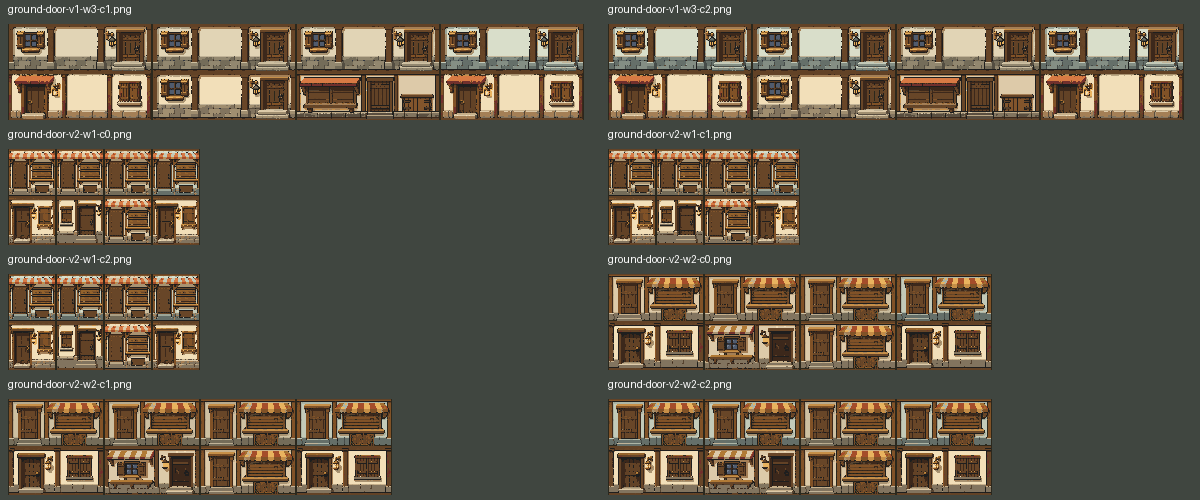 ground-door-v1-w3-c1.png
ground-door-v1-w3-c2.png
ground-door-v2-w1-c0.png
ground-door-v2-w1-c1.png
ground-door-v2-w1-c2.png
ground-door-v2-w2-c0.png
ground-door-v2-w2-c1.png
ground-door-v2-w2-c2.png